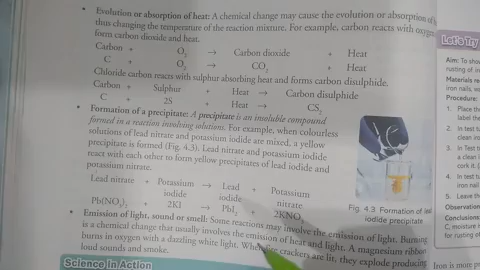 • Evolution or absorption of heat: A chemical change may cause the evolution or absorption of
thus changing the temperature of the reaction mixture. For example, carbon reacts with oxygen
form carbon dioxide and heat.
Carbon + O₂ → Carbon dioxide + Heat
C + O₂ → CO₂ + Heat
Chloride carbon reacts with sulphur absorbing heat and forms carbon disulphide.
Carbon + Sulphur + Heat → Carbon disulphide
C + 2S + Heat → CS₂
• Formation of a precipitate: A precipitate is an insoluble compound
formed in a reaction involving solutions. For example, when colourless
solutions of lead nitrate and potassium iodide are mixed, a yellow
precipitate is formed (Fig. 4.3). Lead nitrate and potassium iodide
react with each other to form yellow precipitates of lead iodide and
potassium nitrate.
Lead nitrate + Potassium iodide → Lead iodide + Potassium nitrate
Pb(NO₃)₂ + 2KI → PbI₂ + 2KNO₃
• Emission of light, sound or smell: Some reactions may involve the emission of light. Burning
is a chemical change that usually involves the emission of heat and light. A magnesium ribbon
burns in oxygen with a dazzling white light. When crackers are lit, they explode producing
loud sounds and smoke.
Science In Action
Fig. 4.3 Formation of lead
iodide precipitate
Let's Try
Aim: To show
rusting of
Materials
iron nails,
Procedure:
1. Place
label the
2. In test
clean
3. In Test
a clean
cork it.
4. In test
iron nail
5. Leave
Observation
Conclusions
Iron is more